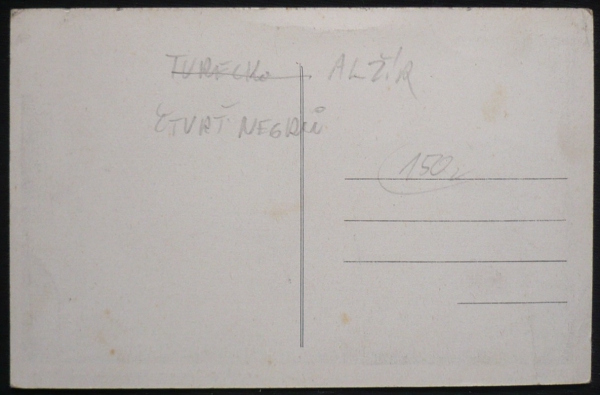 TURECKO ALŽÍR
ČTVRŤ NEGRŮ
150,-